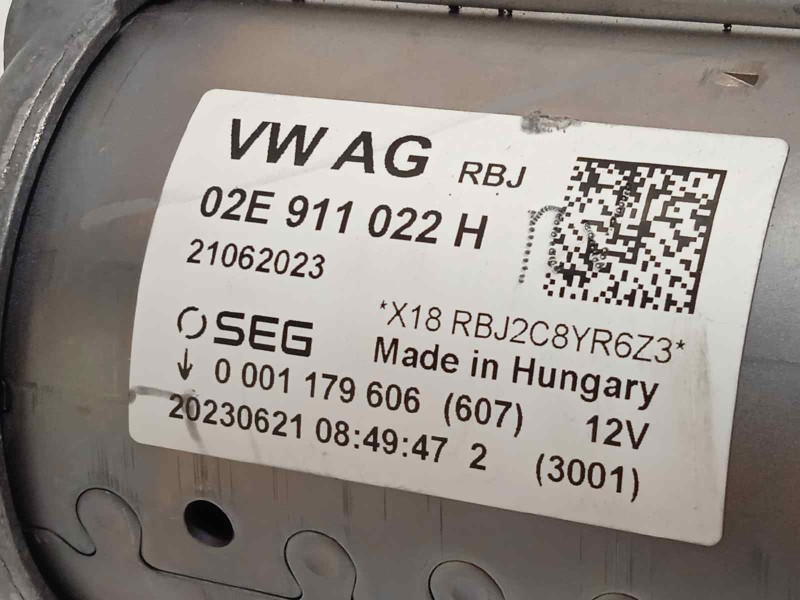 VW AG RBJ
02E 911 022 H
21062023
*X18 RBJ2C8YR6Z3*
SEG
Made in Hungary
0 001 179 606 (607) 12V
20230621 08:49:47 2 (3001)